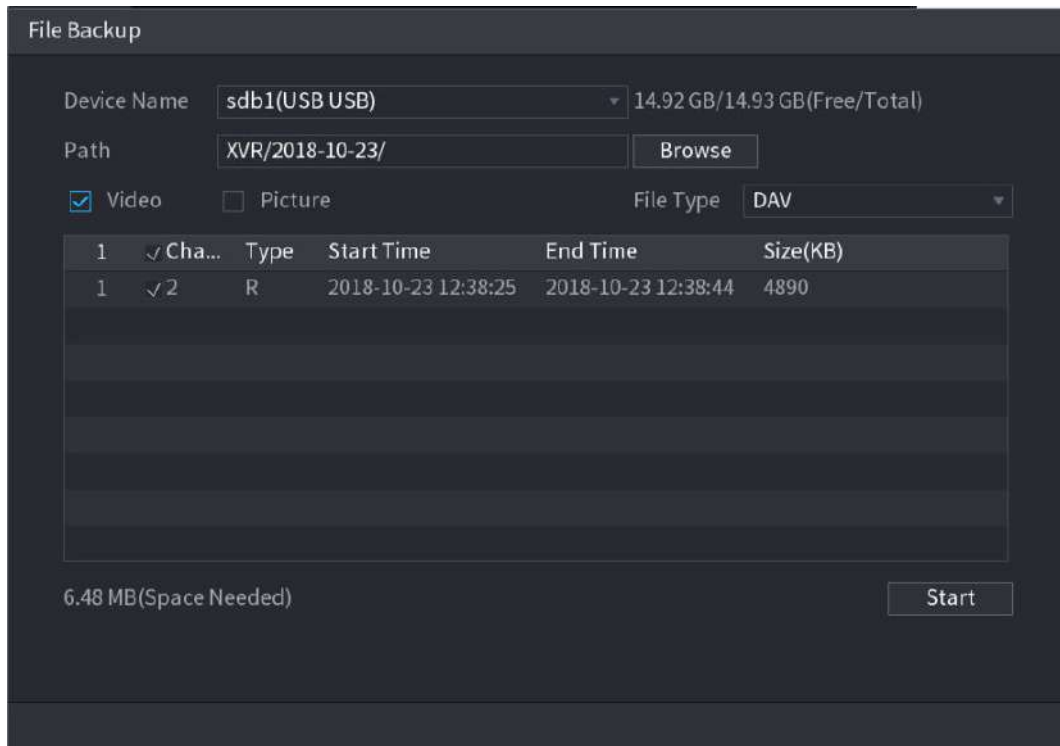 File Backup
Device Name sdb1(USB USB) 14.92 GB/14.93 GB(Free/Total)
Path XVR/2018-10-23/ Browse
Video Picture File Type DAV
1 Cha... Type Start Time End Time Size(KB)
1 2 R 2018-10-23 12:38:25 2018-10-23 12:38:44 4890
6.48 MB(Space Needed) Start